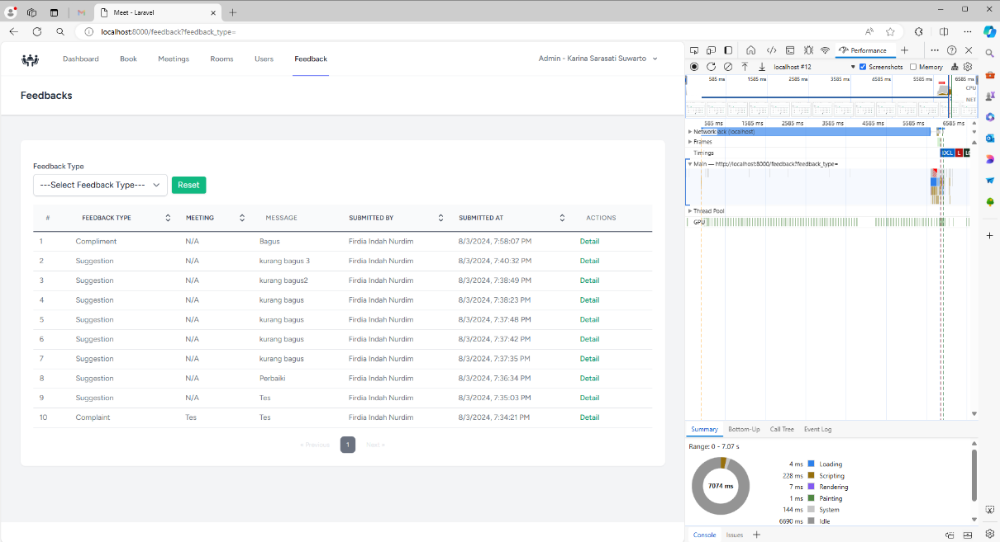 Meet - Laravel
localhost:8000/feedback?feedback_type=
Dashboard Book Meetings Rooms Users Feedback Admin - Karina Sarasati Suwarto
Feedbacks
Feedback Type
---Select Feedback Type--- Reset
# FEEDBACK TYPE MEETING MESSAGE SUBMITTED BY SUBMITTED AT ACTIONS
1 Compliment N/A Bagus Firdia Indah Nurdim 8/3/2024, 7:58:07 PM Detail
2 Suggestion N/A kurang bagus 3 Firdia Indah Nurdim 8/3/2024, 7:40:32 PM Detail
3 Suggestion N/A kurang bagus2 Firdia Indah Nurdim 8/3/2024, 7:38:49 PM Detail
4 Suggestion N/A kurang bagus Firdia Indah Nurdim 8/3/2024, 7:38:23 PM Detail
5 Suggestion N/A kurang bagus Firdia Indah Nurdim 8/3/2024, 7:37:48 PM Detail
6 Suggestion N/A kurang bagus Firdia Indah Nurdim 8/3/2024, 7:37:42 PM Detail
7 Suggestion N/A kurang bagus Firdia Indah Nurdim 8/3/2024, 7:37:35 PM Detail
8 Suggestion N/A Perbaiki Firdia Indah Nurdim 8/3/2024, 7:36:34 PM Detail
9 Suggestion N/A Tes Firdia Indah Nurdim 8/3/2024, 7:35:03 PM Detail
10 Complaint Tes Tes Firdia Indah Nurdim 8/3/2024, 7:34:21 PM Detail
« Previous 1 Next »
Performance
localhost #12 Screenshots Memory
585 ms 1585 ms 2585 ms 3585 ms 4585 ms 5585 ms 6585 ms
CPU
NET
585 ms 1585 ms 2585 ms 3585 ms 4585 ms 5585 ms 6585 ms
Network ack (localhost)
Frames
Timings DCL L LC
Main — http://localhost:8000/feedback?feedback_type=
Thread Pool
GPU
Summary Bottom-Up Call Tree Event Log
Range: 0 - 7.07 s
7074 ms
4 ms Loading
228 ms Scripting
7 ms Rendering
1 ms Painting
144 ms System
6690 ms Idle
Console Issues